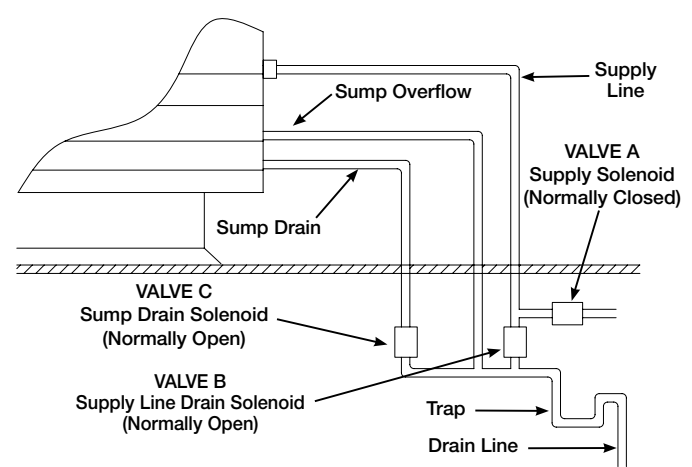 Supply
Line
Sump Overflow
VALVE A
Supply Solenoid
(Normally Closed)
Sump Drain
VALVE C
Sump Drain Solenoid
(Normally Open)
VALVE B
Supply Line Drain Solenoid
(Normally Open)
Trap
Drain Line